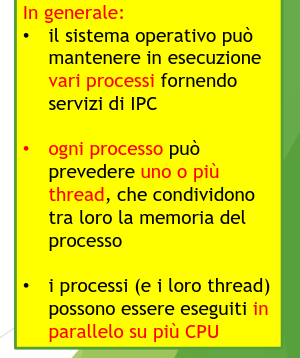 In generale:
• il sistema operativo può
mantenere in esecuzione
vari processi fornendo
servizi di IPC
• ogni processo può
prevedere uno o più
thread, che condividono
tra loro la memoria del
processo
• i processi (e i loro thread)
possono essere eseguiti in
parallelo su più CPU